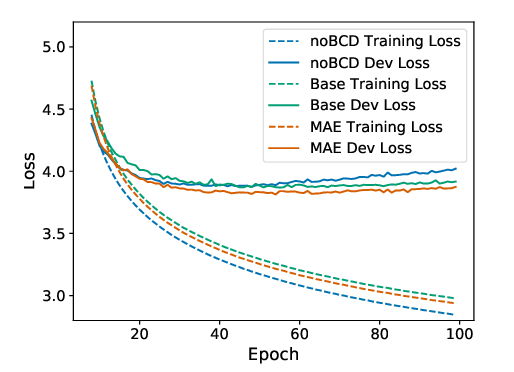 noBCD Training Loss
noBCD Dev Loss
Base Training Loss
Base Dev Loss
MAE Training Loss
MAE Dev Loss
5.0
4.5
4.0
3.5
3.0
Loss
20
40
60
80
100
Epoch